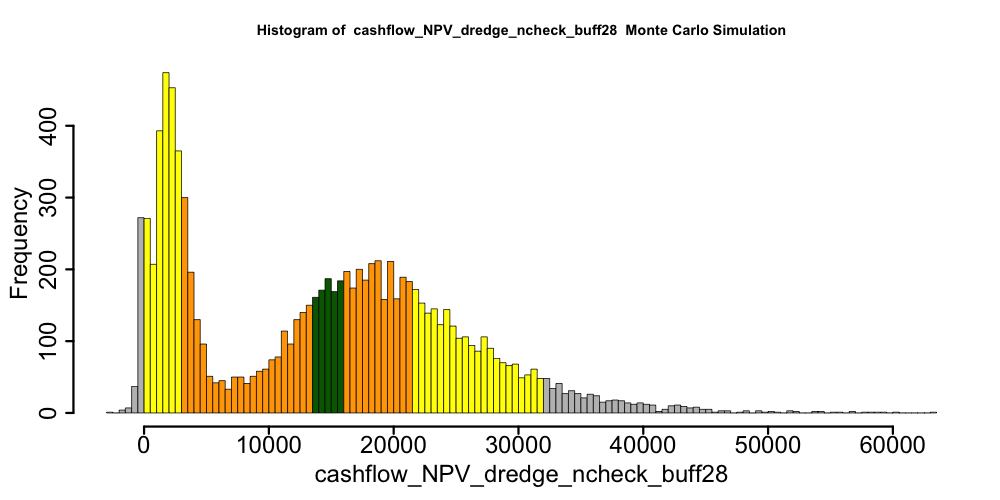 Histogram of  cashflow_NPV_dredge_ncheck_buff28  Monte Carlo Simulation
Frequency
400
300
200
100
0
0 10000 20000 30000 40000 50000 60000
cashflow_NPV_dredge_ncheck_buff28